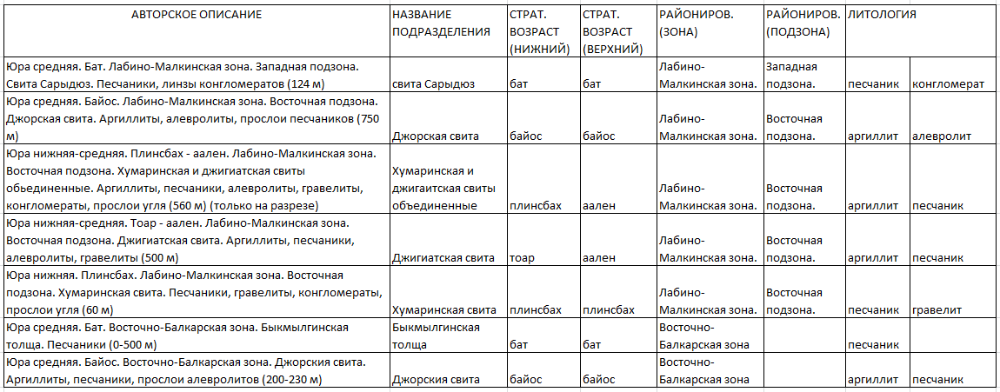 АВТОРСКОЕ ОПИСАНИЕ
НАЗВАНИЕ
ПОДРАЗДЕЛЕНИЯ
СТРАТ.
ВОЗРАСТ
(НИЖНИЙ)
СТРАТ.
ВОЗРАСТ
(ВЕРХНИЙ)
РАЙОНИРОВ.
(ЗОНА)
РАЙОНИРОВ.
(ПОДЗОНА)
ЛИТОЛОГИЯ
Юра средняя. Бат. Лабино-Малкинская зона. Западная подзона.
Свита Сарыдюз. Песчаники, линзы конгломератов (124 м)
свита Сарыдюз
бат
бат
Лабино-
Малкинская зона.
Западная
подзона.
песчаник
конгломерат
Юра средняя. Байос. Лабино-Малкинская зона. Восточная подзона.
Джорская свита. Аргиллиты, алевролиты, прослои песчаников (750
м)
Джорская свита
байос
байос
Лабино-
Малкинская зона.
Восточная
подзона.
аргиллит
алевролит
Юра нижняя-средняя. Плинсбах - аален. Лабино-Малкинская зона.
Восточная подзона. Хумаринская и джигиатская свиты
обьединенные. Аргиллиты, песчаники, алевролиты, гравелиты,
конгломераты, прослои угля (560 м) (только на разрезе)
Хумаринская и
джигаитская свиты
объединенные
плинсбах
аален
Лабино-
Малкинская зона.
Восточная
подзона.
аргиллит
песчаник
Юра нижняя-средняя. Тоар - аален. Лабино-Малкинская зона.
Восточная подзона. Джигиатская свита. Аргиллиты, песчаники,
алевролиты, гравелиты (500 м)
Джигиатская свита
тоар
аален
Лабино-
Малкинская зона.
Восточная
подзона.
аргиллит
песчаник
Юра нижняя. Плинсбах. Лабино-Малкинская зона. Восточная
подзона. Хумаринская свита. Песчаники, гравелиты, конгломераты,
прослои угля (60 м)
Хумаринская свита
плинсбах
плинсбах
Лабино-
Малкинская зона.
Восточная
подзона.
песчаник
гравелит
Юра средняя. Бат. Восточно-Балкарская зона. Быкмылгинская
толща. Песчаники (0-500 м)
Быкмылгинская
толща
бат
бат
Восточно-
Балкарская зона
песчаник
Юра средняя. Байос. Восточно-Балкарская зона. Джорския свита.
Аргиллиты, песчаники, прослои алевролитов (200-230 м)
Джорския свита
байос
байос
Восточно-
Балкарская зона
аргиллит
песчаник